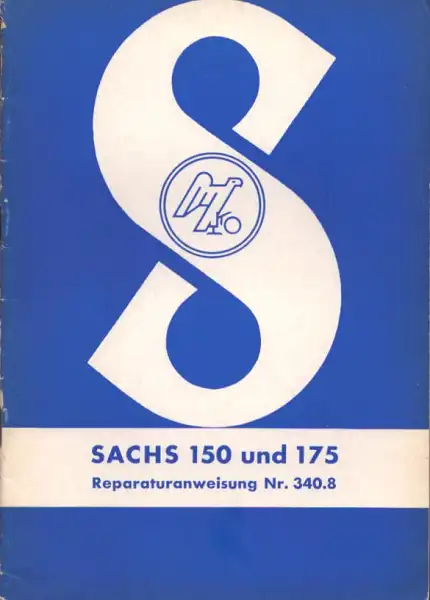 S
SACHS 150 und 175
Reparaturanweisung Nr. 340.8